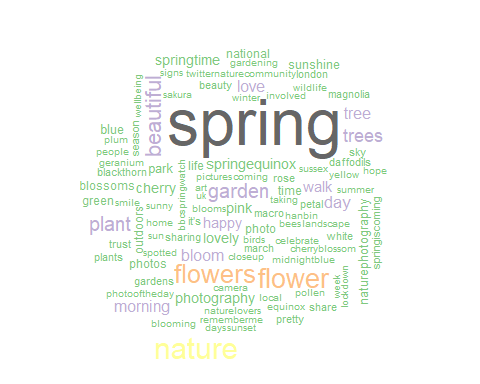 springtime national
gardening
signs twitternaturecommunity london sunshine
beauty love wildlife
sakura winter involved magnolia
wellbeing
beautiful
spring
tree
blue
season
plum
people
trees
geranium
blackthorn
park life springequinox sky
daffodils
pictures coming sussex yellow hope
blossoms cherry art garden rose walk summer
green smile uk time
bbcspringwatch
taking petal day
sunny blooms pink macro hanbin
plant home it's happy photo bees landscape
outdoors
sun sharing lovely birds celebrate white
trust march cherryblossom
spotted bloom closeup midnightblue
plants photos
naturephotography
springiscoming
gardens flowers flower
camera
week
lockdown
photooftheday photography local pollen
morning naturelovers equinox share
rememberme pretty
blooming days sunset
nature